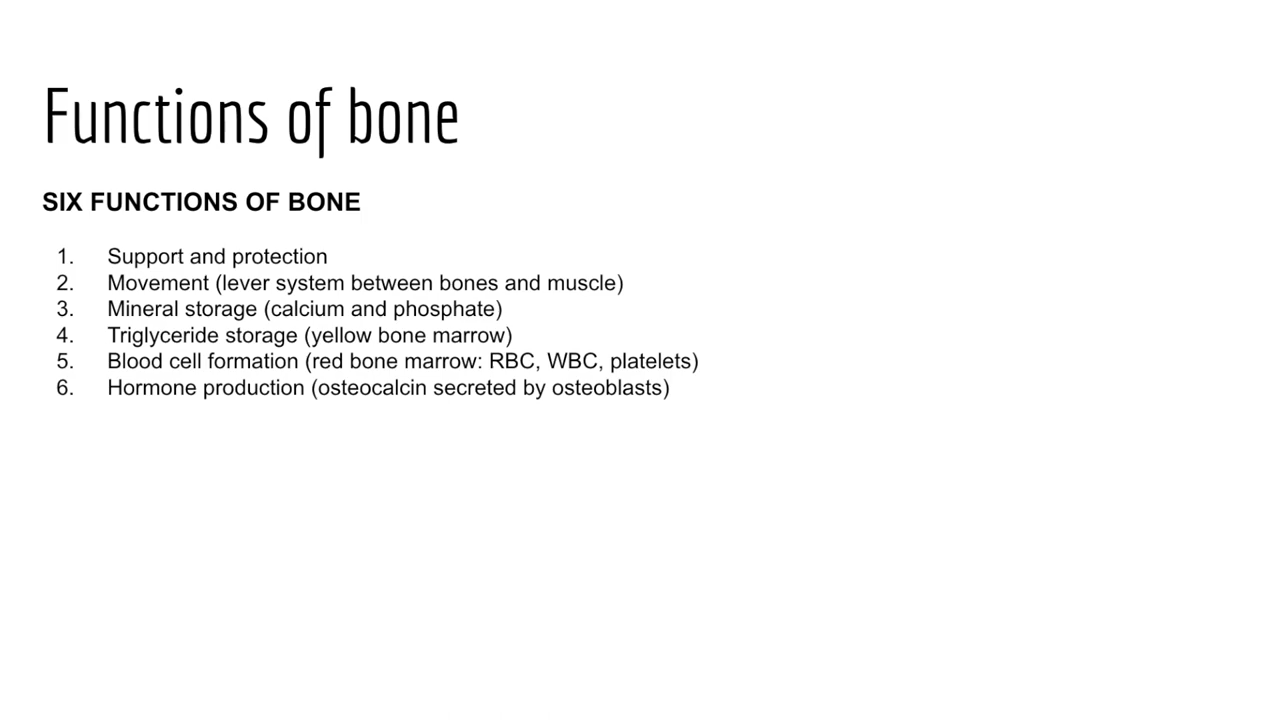 Functions of bone
SIX FUNCTIONS OF BONE
1. Support and protection
2. Movement (lever system between bones and muscle)
3. Mineral storage (calcium and phosphate)
4. Triglyceride storage (yellow bone marrow)
5. Blood cell formation (red bone marrow: RBC, WBC, platelets)
6. Hormone production (osteocalcin secreted by osteoblasts)